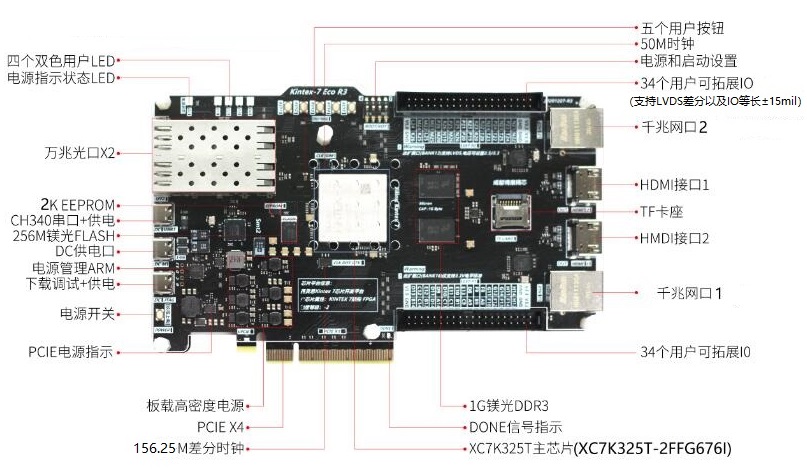 五个用户按钮
50M时钟
电源和启动设置
34个用户可拓展IO
(支持LVDS差分以及IO等长±15mil)
千兆网口2
HDMI接口1
TF卡座
HMDI接口2
千兆网口1
34个用户可拓展I0
四个双色用户LED
电源指示状态LED
万兆光口X2
2K EEPROM
CH340串口+供电
256M镁光FLASH
DC供电口
电源管理ARM
下载调试+供电
电源开关
PCIE电源指示
板载高密度电源
PCIE X4
156.25M差分时钟
1G镁光DDR3
DONE信号指示
XC7K325T主芯片(XC7K325T-2FFG676I)
Kintex-7 Eco R3